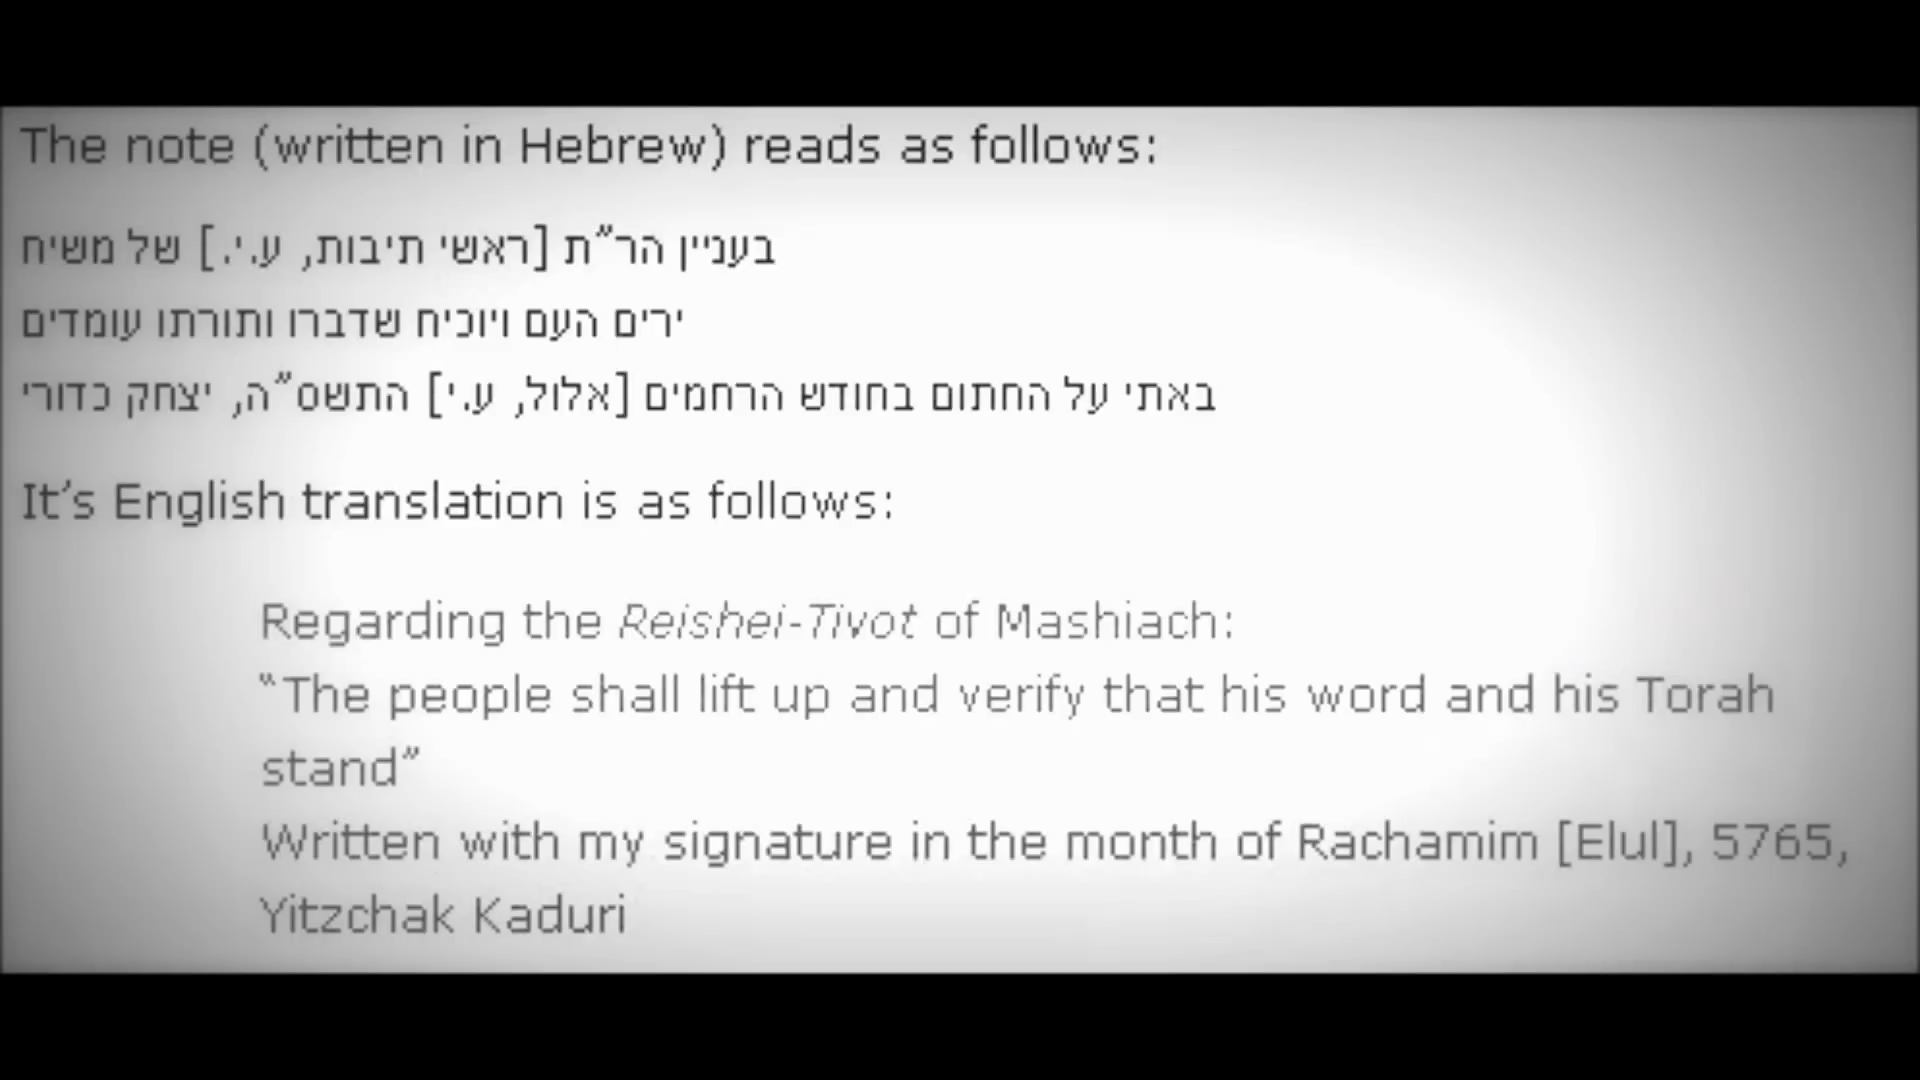 The note (written in Hebrew) reads as follows:
בעניין הר״ת [ראשי תיבות, ע.י.] של משיח
ירים העם ויוכיח שדברו ותורתו עומדים
באתי על החתום בחודש הרחמים [אלול, ע.י] התשס״ה, יצחק כדורי
It’s English translation is as follows:
Regarding the Reishei-Tivot of Mashiach:
“The people shall lift up and verify that his word and his Torah
stand”
Written with my signature in the month of Rachamim [Elul], 5765,
Yitzchak Kaduri